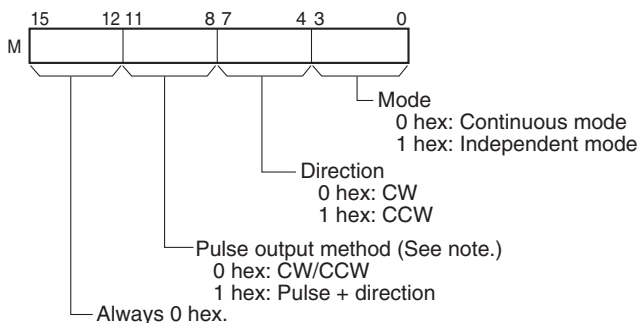 15 12 11 8 7 4 3 0
M
Mode
0 hex: Continuous mode
1 hex: Independent mode
Direction
0 hex: CW
1 hex: CCW
Pulse output method (See note.)
0 hex: CW/CCW
1 hex: Pulse + direction
Always 0 hex.